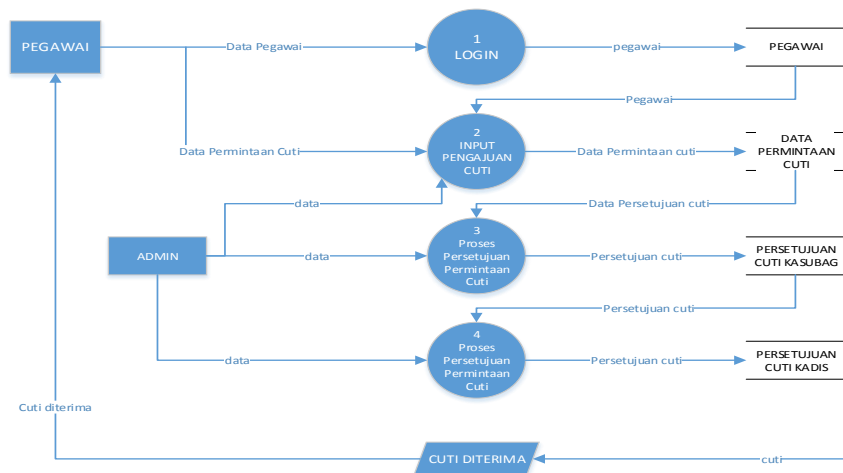 PEGAWAI
Data Pegawai
1
LOGIN
pegawai
PEGAWAI
Pegawai
Data Permintaan Cuti
2
INPUT
PENGAJUAN
CUTI
Data Permintaan cuti
DATA
PERMINTAAN
CUTI
data
Data Persetujuan cuti
ADMIN
data
3
Proses
Persetujuan
Permintaan
Cuti
Persetujuan cuti
PERSETUJUAN
CUTI KASUBAG
Persetujuan cuti
data
4
Proses
Persetujuan
Permintaan
Cuti
Persetujuan cuti
PERSETUJUAN
CUTI KADIS
Cuti diterima
CUTI DITERIMA
cuti